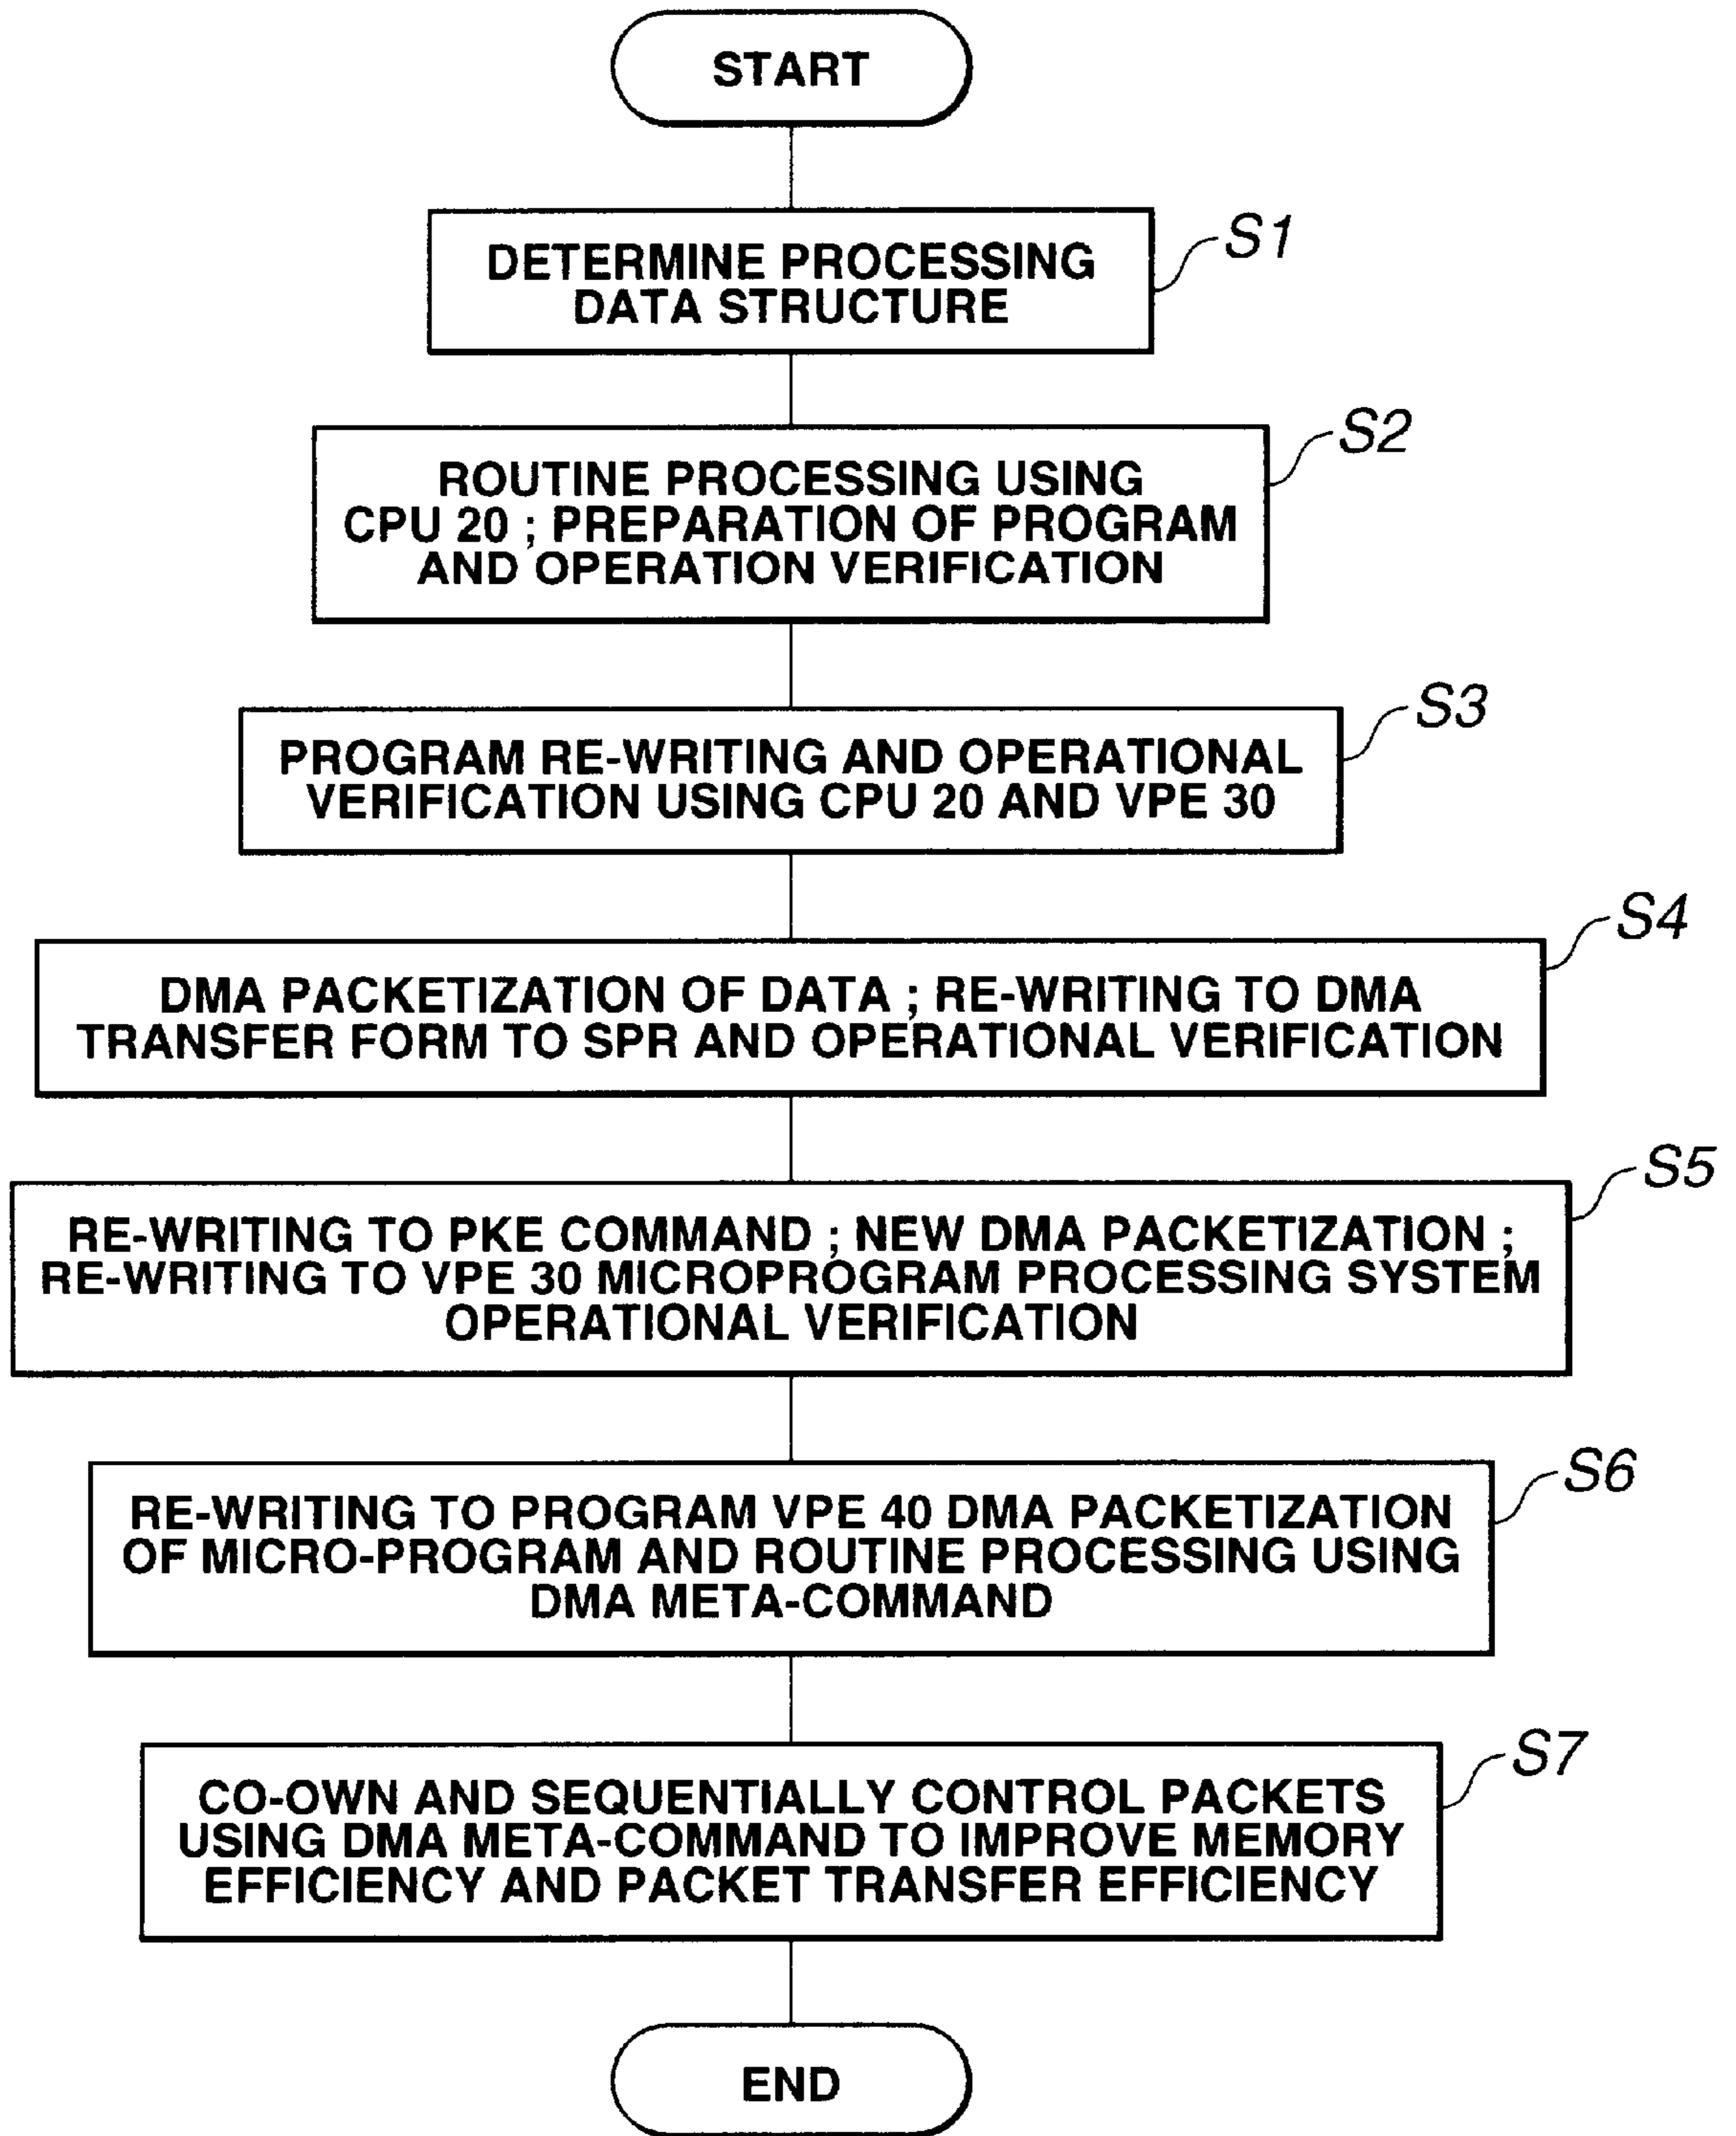 START
S1
DETERMINE PROCESSING
DATA STRUCTURE
S2
ROUTINE PROCESSING USING
CPU 20 ; PREPARATION OF PROGRAM
AND OPERATION VERIFICATION
S3
PROGRAM RE-WRITING AND OPERATIONAL
VERIFICATION USING CPU 20 AND VPE 30
S4
DMA PACKETIZATION OF DATA ; RE-WRITING TO DMA
TRANSFER FORM TO SPR AND OPERATIONAL VERIFICATION
S5
RE-WRITING TO PKE COMMAND ; NEW DMA PACKETIZATION ;
RE-WRITING TO VPE 30 MICROPROGRAM PROCESSING SYSTEM
OPERATIONAL VERIFICATION
S6
RE-WRITING TO PROGRAM VPE 40 DMA PACKETIZATION
OF MICRO-PROGRAM AND ROUTINE PROCESSING USING
DMA META-COMMAND
S7
CO-OWN AND SEQUENTIALLY CONTROL PACKETS
USING DMA META-COMMAND TO IMPROVE MEMORY
EFFICIENCY AND PACKET TRANSFER EFFICIENCY
END